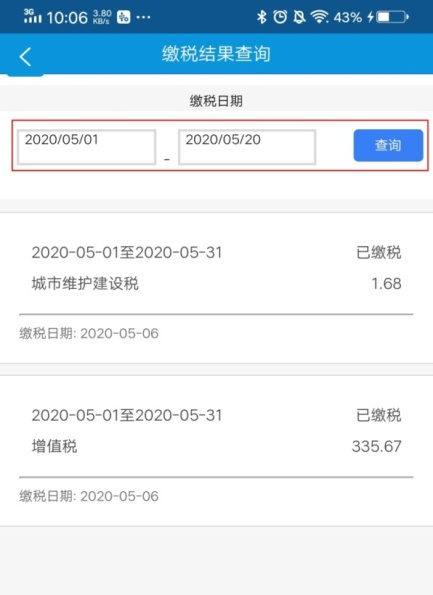 3G 10:06 3.80 KB/s ··· 43%
缴税结果查询
缴税日期
2020/05/01 - 2020/05/20 查询
2020-05-01至2020-05-31 已缴税
城市维护建设税 1.68
缴税日期: 2020-05-06
2020-05-01至2020-05-31 已缴税
增值税 335.67
缴税日期: 2020-05-06